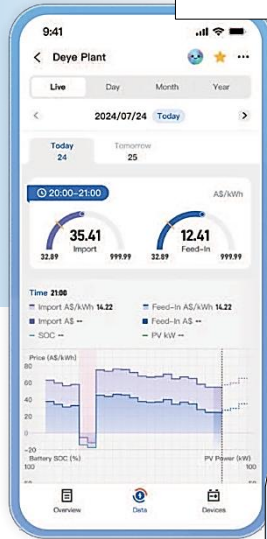 9:41
Deye Plant
Live Day Month Year
2024/07/24 Today
Today Tomorrow
24 25
20:00-21:00 A$/kWh
35.41 12.41
Import Feed-In
32.89 999.99 32.89 999.99
Time 21:00
Import A$/kWh 14.22 Feed-In A$/kWh 14.22
Import A$ -- Feed-In A$ --
SOC -- PV kW --
Price (A$/kWh)
80
60
40
20
0
-20
Battery SOC (%) PV Power (kW)
100 100
Overview Data Devices